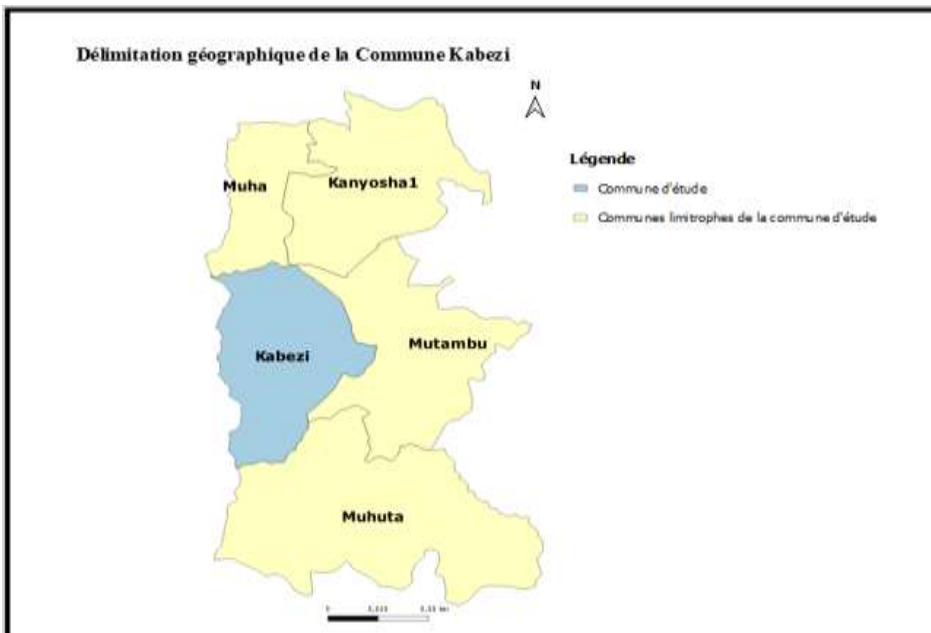 Délimitation géographique de la Commune Kabezi
N
Légende
Muha
Kanyosha1
Commune d'étude
Communes limitrophes de la commune d'étude
Kabezi
Mutambu
Muhuta
0